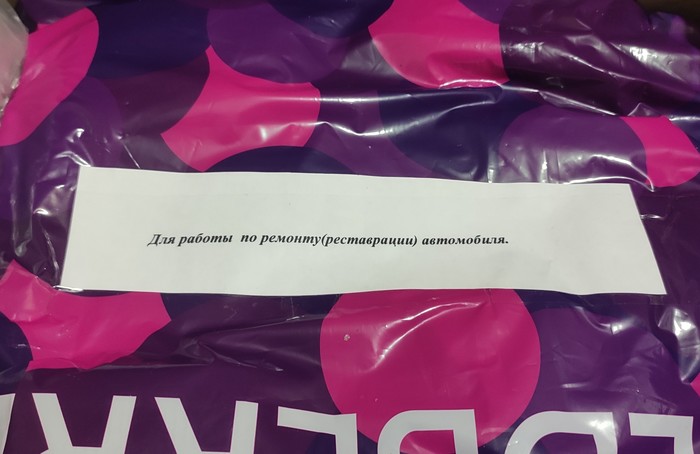 Для работы по ремонту(реставрации) автомобиля.